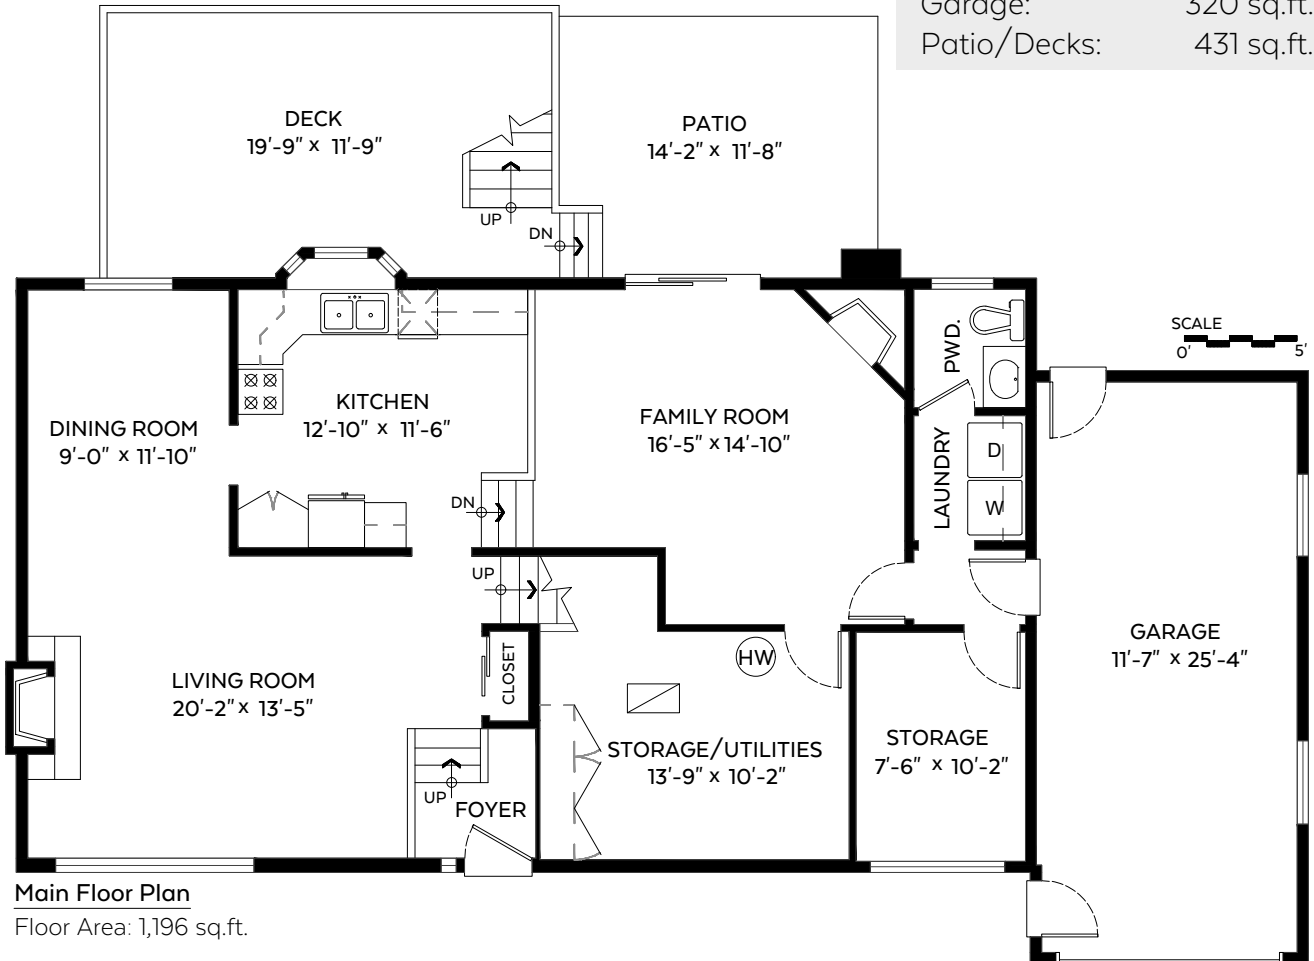 Garage: 320 sq.ft.
Patio/Decks: 431 sq.ft.
DECK
19'-9" x 11'-9"
PATIO
14'-2" x 11'-8"
UP
DN
SCALE
0' 5'
PWD.
KITCHEN
12'-10" x 11'-6"
DINING ROOM
9'-0" x 11'-10"
FAMILY ROOM
16'-5" x 14'-10"
LAUNDRY
D
W
DN
UP
CLOSET
HW
GARAGE
11'-7" x 25'-4"
LIVING ROOM
20'-2" x 13'-5"
STORAGE/UTILITIES
13'-9" x 10'-2"
STORAGE
7'-6" x 10'-2"
UP
FOYER
Main Floor Plan
Floor Area: 1,196 sq.ft.